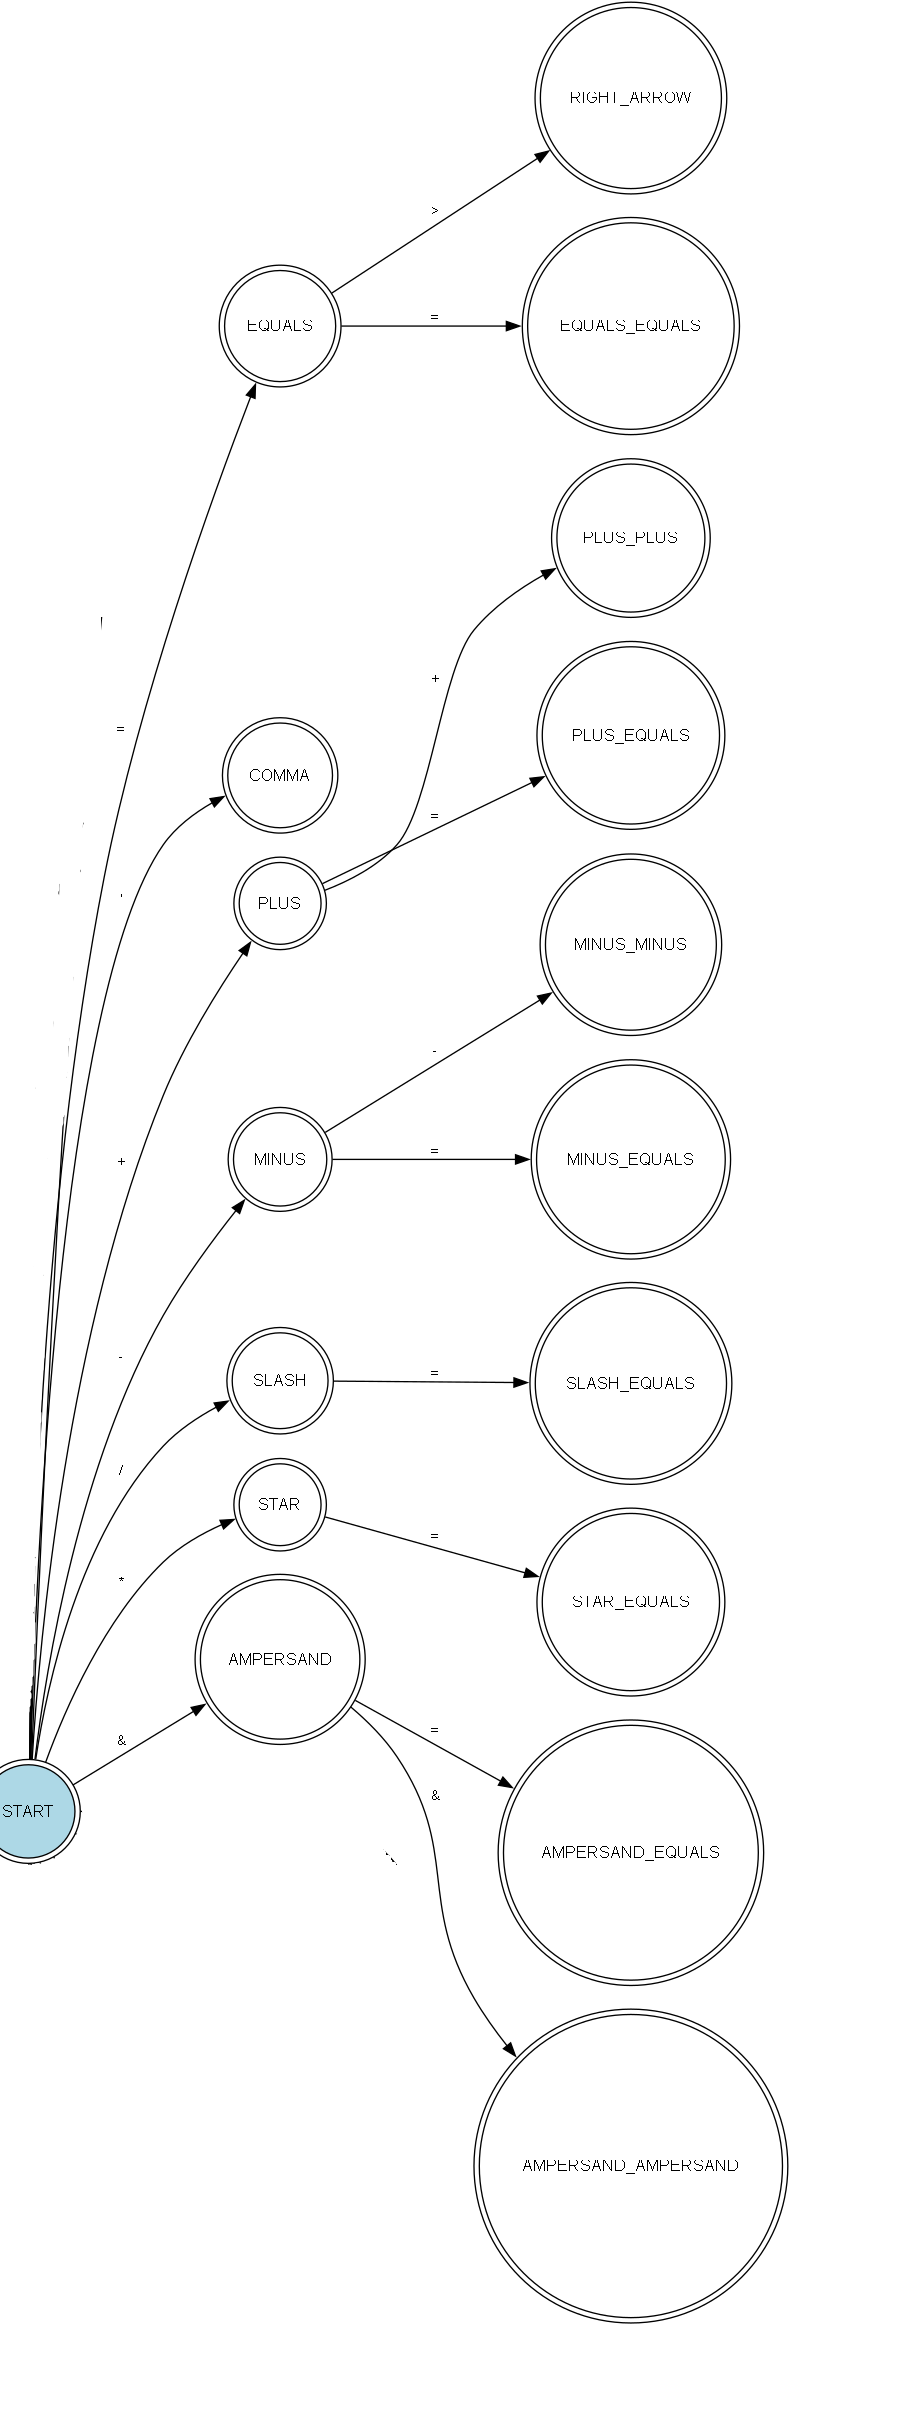 RIGHT_ARROW
>
EQUALS
=
EQUALS_EQUALS
PLUS_PLUS
+
=
PLUS_EQUALS
COMMA
=
PLUS
MINUS_MINUS
-
+
MINUS
=
MINUS_EQUALS
-
SLASH
=
SLASH_EQUALS
/
STAR
=
STAR_EQUALS
*
AMPERSAND
=
&
&
START
AMPERSAND_EQUALS
AMPERSAND_AMPERSAND